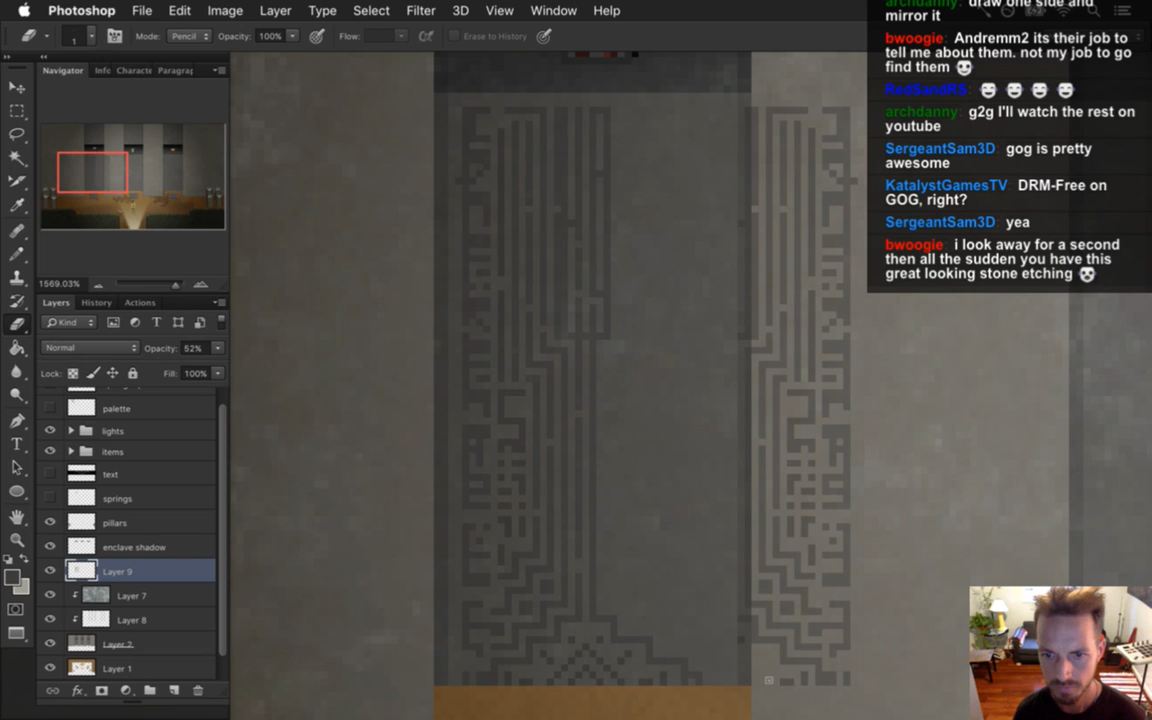 Photoshop File Edit Image Layer Type Select Filter 3D View Window Help
1 Mode: Pencil Opacity: 100% Flow: Erase to History
Navigator Info Characte Paragraj
1569.03%
Layers History Actions
Kind
Normal Opacity: 52%
Lock: Fill: 100%
palette
lights
items
text
springs
pillars
enclave shadow
Layer 9
Layer 7
Layer 8
Layer 2
Layer 1
archdanny: draw one side and
mirror it
bwoogie: Andremm2 its their job to
tell me about them. not my job to go
find them
RedSandRS:
archdanny: g2g I'll watch the rest on
youtube
SergeantSam3D: gog is pretty
awesome
KatalystGamesTV: DRM-Free on
GOG, right?
SergeantSam3D: yea
bwoogie: i look away for a second
then all the sudden you have this
great looking stone etching